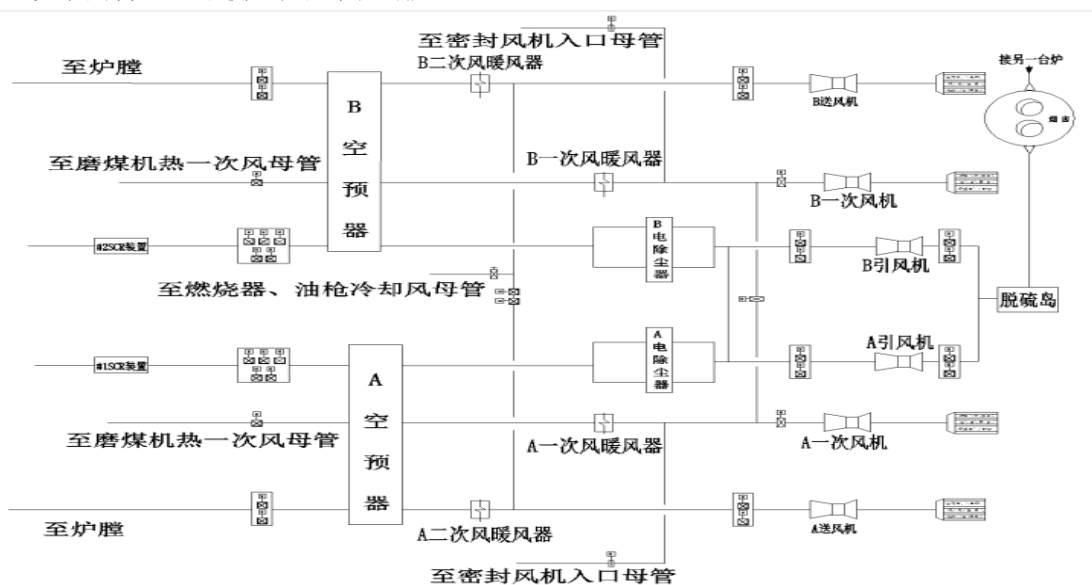 至密封风机入口母管
至炉膛
B二次风暖风器
B送风机
接另一台炉
B空预器
至磨煤机热一次风母管
B一次风暖风器
B一次风机
#2SCR装置
B电除尘器
B引风机
至燃烧器、油枪冷却风母管
脱硫岛
#1SCR装置
A电除尘器
A引风机
A空预器
至磨煤机热一次风母管
A一次风暖风器
A一次风机
至炉膛
A二次风暖风器
A送风机
至密封风机入口母管